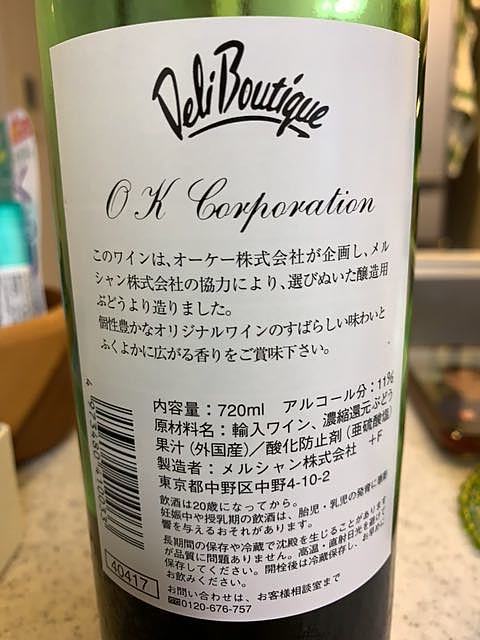 Deli Boutique
OK Corporation
このワインは、オーケー株式会社が企画し、メル
シャン株式会社の協力により、選びぬいた醸造用
ぶどうより造りました。
個性豊かなオリジナルワインのすばらしい味わいと
ふくよかに広がる香りをご賞味下さい。
内容量：720ml アルコール分：11%
原材料名：輸入ワイン、濃縮還元ぶどう
果汁（外国産）／酸化防止剤（亜硫酸塩）
製造者：メルシャン株式会社 +F
東京都中野区中野4-10-2
飲酒は20歳になってから。
妊娠中や授乳期の飲酒は、胎児・乳児の発育に悪影
響を与えるおそれがあります。
長期間の保存や冷蔵で沈殿を生じることがあります
が品質に問題ありません。高温・直射日光を避けて
保存してください。開栓後は冷蔵保存し、お早めに
お飲みください。
お問い合わせは、お客様相談室まで
0120-676-757
40417